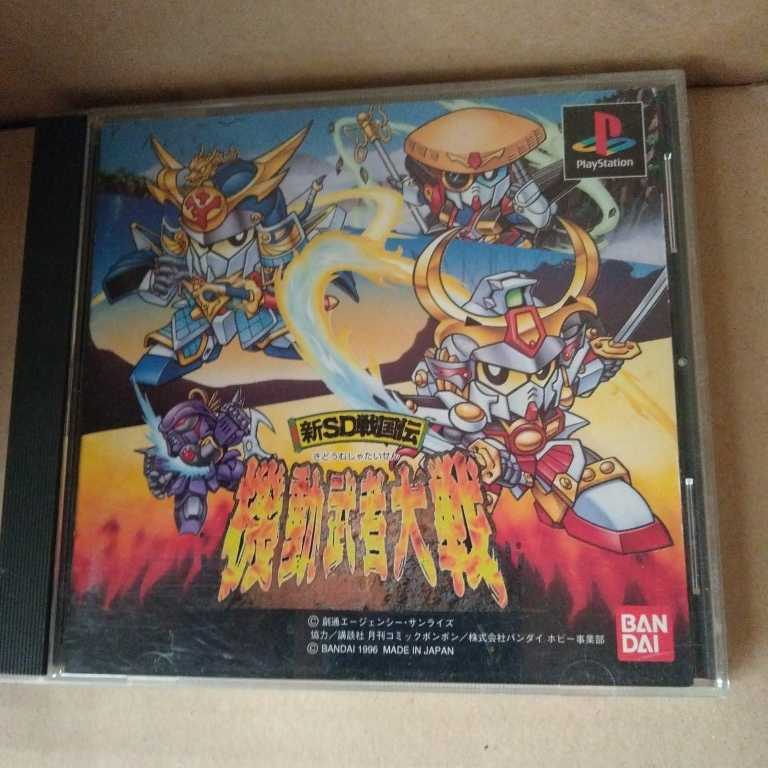 PlayStation
新SD戦国伝
きどうむしゃたいせん
機動武者大戦
© 創通エージェンシー・サンライズ
協力／講談社 月刊コミックボンボン／株式会社バンダイ ホビー事業部
© BANDAI 1996 MADE IN JAPAN
BAN
DAI